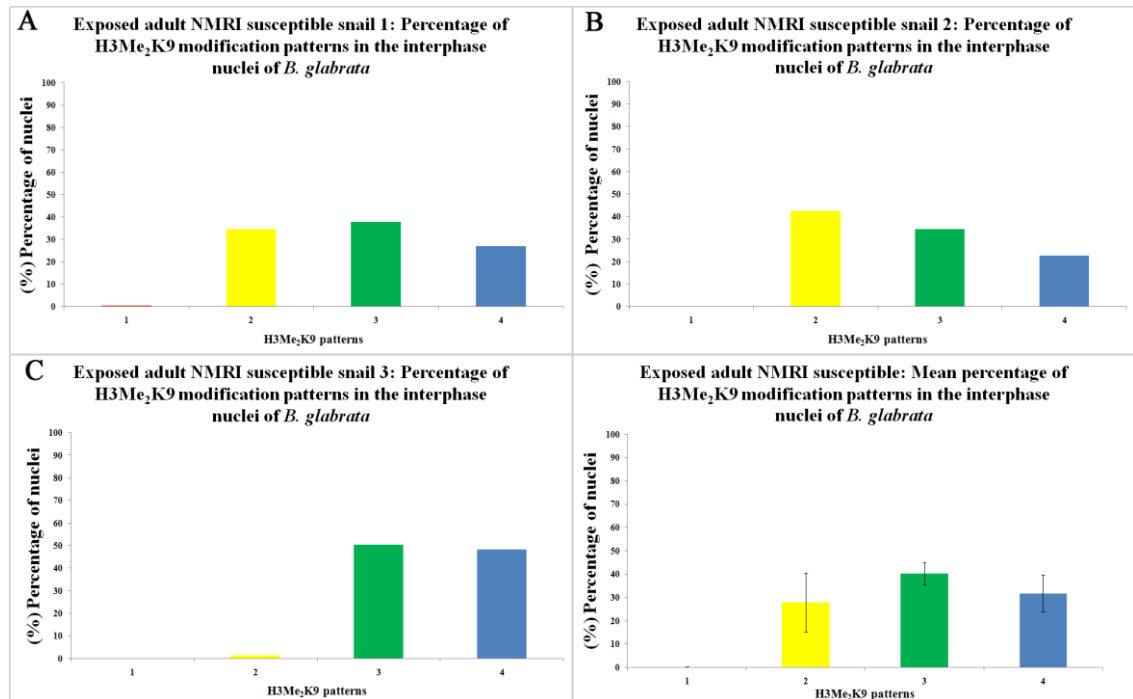 A
Exposed adult NMRI susceptible snail 1: Percentage of
H3Me₂K9 modification patterns in the interphase
nuclei of B. glabrata
(%) Percentage of nuclei
100
90
80
70
60
50
40
30
20
10
0
1 2 3 4
H3Me₂K9 patterns
B
Exposed adult NMRI susceptible snail 2: Percentage of
H3Me₂K9 modification patterns in the interphase
nuclei of B. glabrata
(%) Percentage of nuclei
100
90
80
70
60
50
40
30
20
10
0
1 2 3 4
H3Me₂K9 patterns
C
Exposed adult NMRI susceptible snail 3: Percentage of
H3Me₂K9 modification patterns in the interphase
nuclei of B. glabrata
(%) Percentage of nuclei
100
90
80
70
60
50
40
30
20
10
0
1 2 3 4
H3Me₂K9 patterns
Exposed adult NMRI susceptible: Mean percentage of
H3Me₂K9 modification patterns in the interphase
nuclei of B. glabrata
(%) Percentage of nuclei
100
90
80
70
60
50
40
30
20
10
0
1 2 3 4
H3Me₂K9 patterns